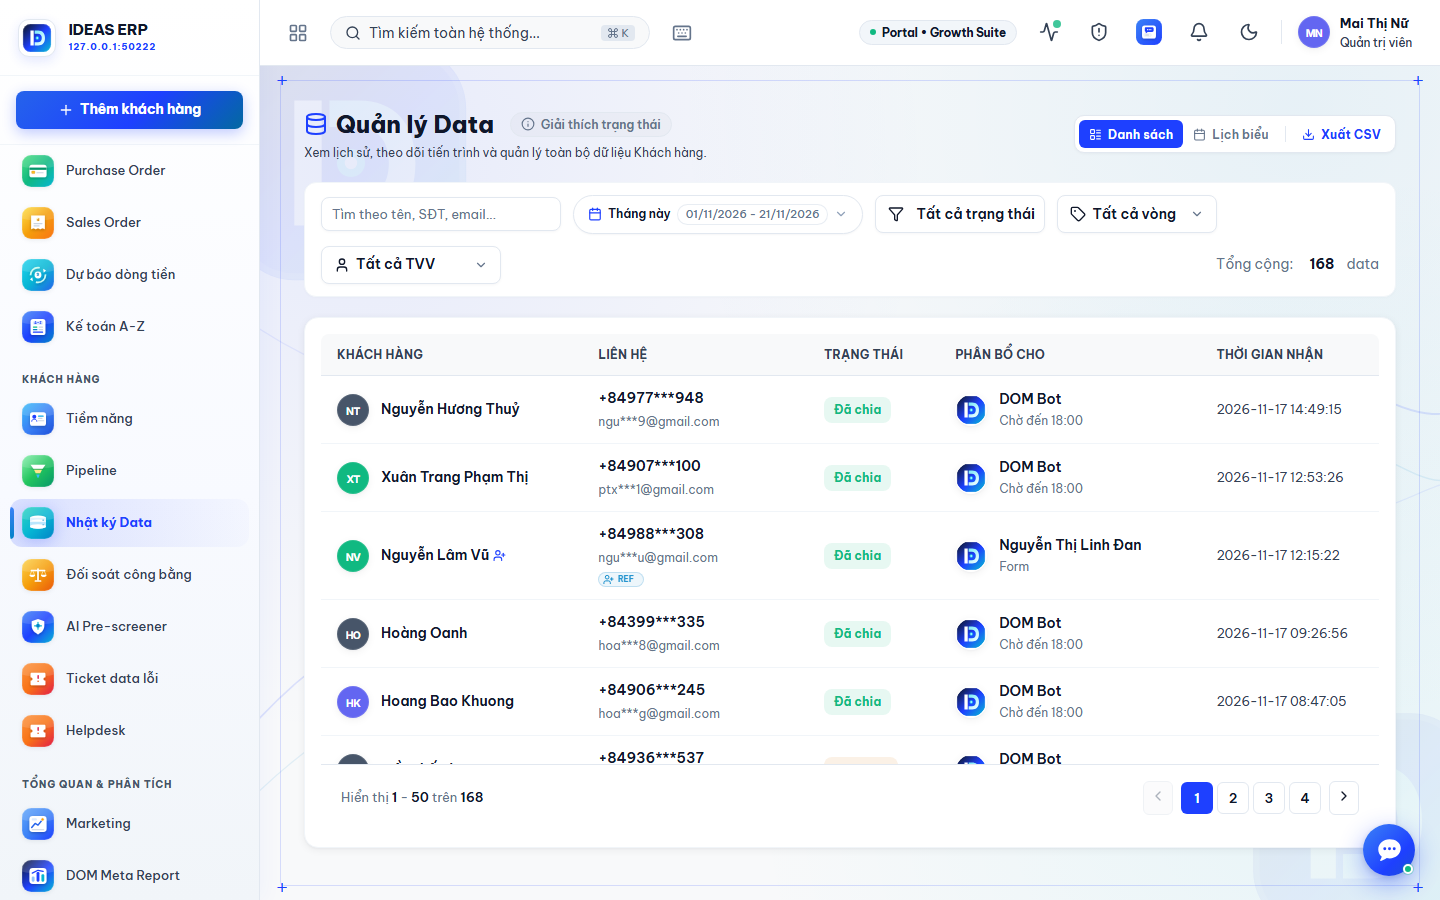 IDEAS ERP
127.0.0.1:50222
Thêm khách hàng
Purchase Order
Sales Order
Dự báo dòng tiền
Kế toán A-Z
KHÁCH HÀNG
Tiềm năng
Pipeline
Nhật ký Data
Đối soát công bằng
AI Pre-screener
Ticket data lỗi
Helpdesk
TỔNG QUAN & PHÂN TÍCH
Marketing
DOM Meta Report
Tìm kiếm toàn hệ thống...
⌘ K
Portal • Growth Suite
MN
Mai Thị Nữ
Quản trị viên
Quản lý Data
Giải thích trạng thái
Xem lịch sử, theo dõi tiến trình và quản lý toàn bộ dữ liệu Khách hàng.
Danh sách
Lịch biểu
Xuất CSV
Tìm theo tên, SĐT, email...
Tháng này
01/11/2026 - 21/11/2026
Tất cả trạng thái
Tất cả vòng
Tất cả TVV
Tổng cộng: 168 data
KHÁCH HÀNG LIÊN HỆ TRẠNG THÁI PHÂN BỔ CHO THỜI GIAN NHẬN
NT Nguyễn Hương Thuỷ
+84977***948
ngu***9@gmail.com
Đã chia
DOM Bot
Chờ đến 18:00
2026-11-17 14:49:15
XT Xuân Trang Phạm Thị
+84907***100
ptx***1@gmail.com
Đã chia
DOM Bot
Chờ đến 18:00
2026-11-17 12:53:26
NV Nguyễn Lâm Vũ
+84988***308
ngu***u@gmail.com
REF
Đã chia
Nguyễn Thị Linh Đan
Form
2026-11-17 12:15:22
HO Hoàng Oanh
+84399***335
hoa***8@gmail.com
Đã chia
DOM Bot
Chờ đến 18:00
2026-11-17 09:26:56
HK Hoang Bao Khuong
+84906***245
hoa***g@gmail.com
Đã chia
DOM Bot
Chờ đến 18:00
2026-11-17 08:47:05
+84936***537
DOM Bot
Hiển thị 1 - 50 trên 168
1 2 3 4